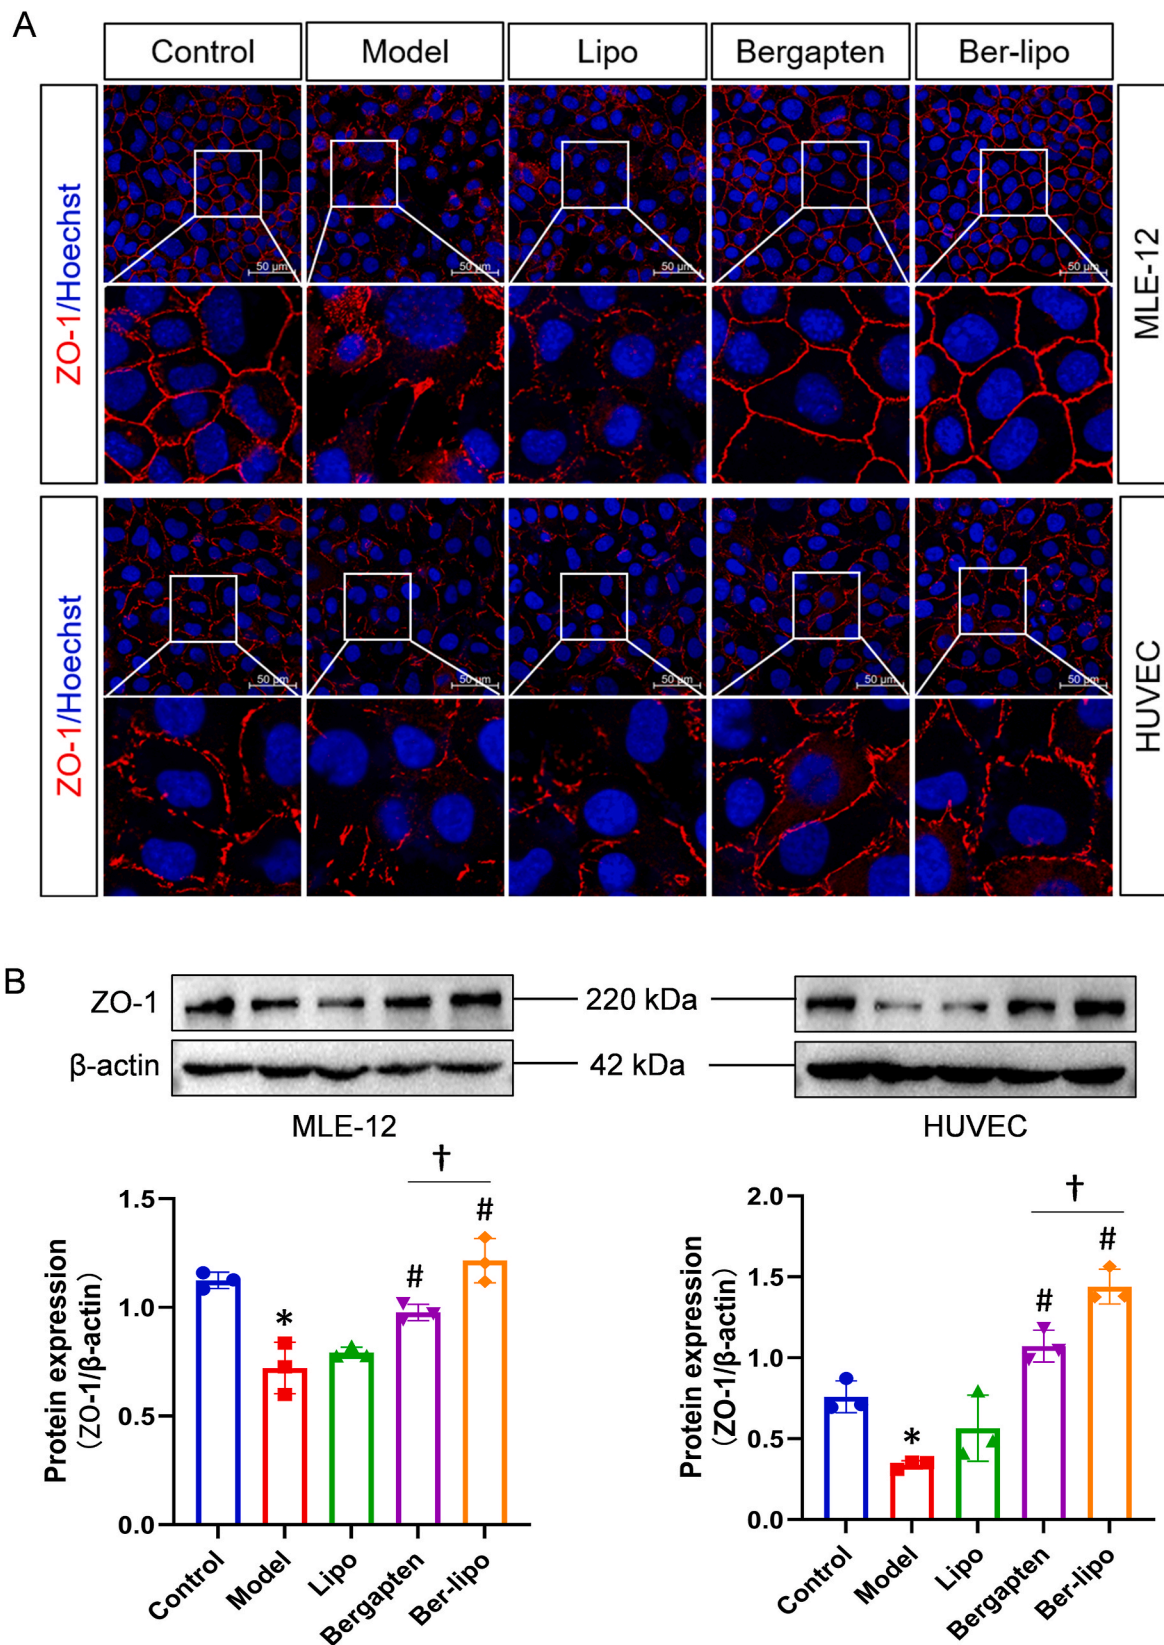 A
Control
Model
Lipo
Bergapten
Ber-lipo
ZO-1/Hoechst
50 μm
50 μm
50 μm
50 μm
50 μm
MLE-12
ZO-1/Hoechst
50 μm
50 μm
50 μm
50 μm
50 μm
HUVEC
B
ZO-1
220 kDa
β-actin
42 kDa
MLE-12
HUVEC
Protein expression
(ZO-1/β-actin)
1.5
1.0
0.5
0.0
*
#
#
†
Control
Model
Lipo
Bergapten
Ber-lipo
Protein expression
(ZO-1/β-actin)
2.0
1.5
1.0
0.5
0.0
*
#
#
†
Control
Model
Lipo
Bergapten
Ber-lipo